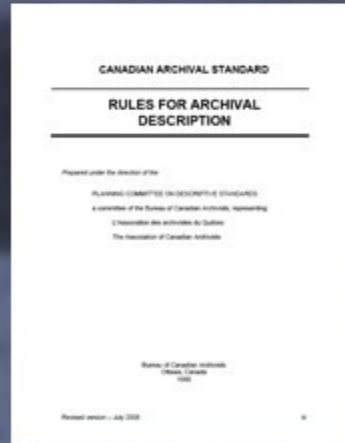 CANADIAN ARCHIVAL STANDARD
RULES FOR ARCHIVAL
DESCRIPTION
Prepared under the direction of the
PLANNING COMMITTEE ON DESCRIPTIVE STANDARDS
a committee of the Bureau of Canadian Archivists, representing
L'Association des archivistes du Québec
The Association of Canadian Archivists
Bureau of Canadian Archivists
Ottawa, Canada
1990
Revised version – July 2008